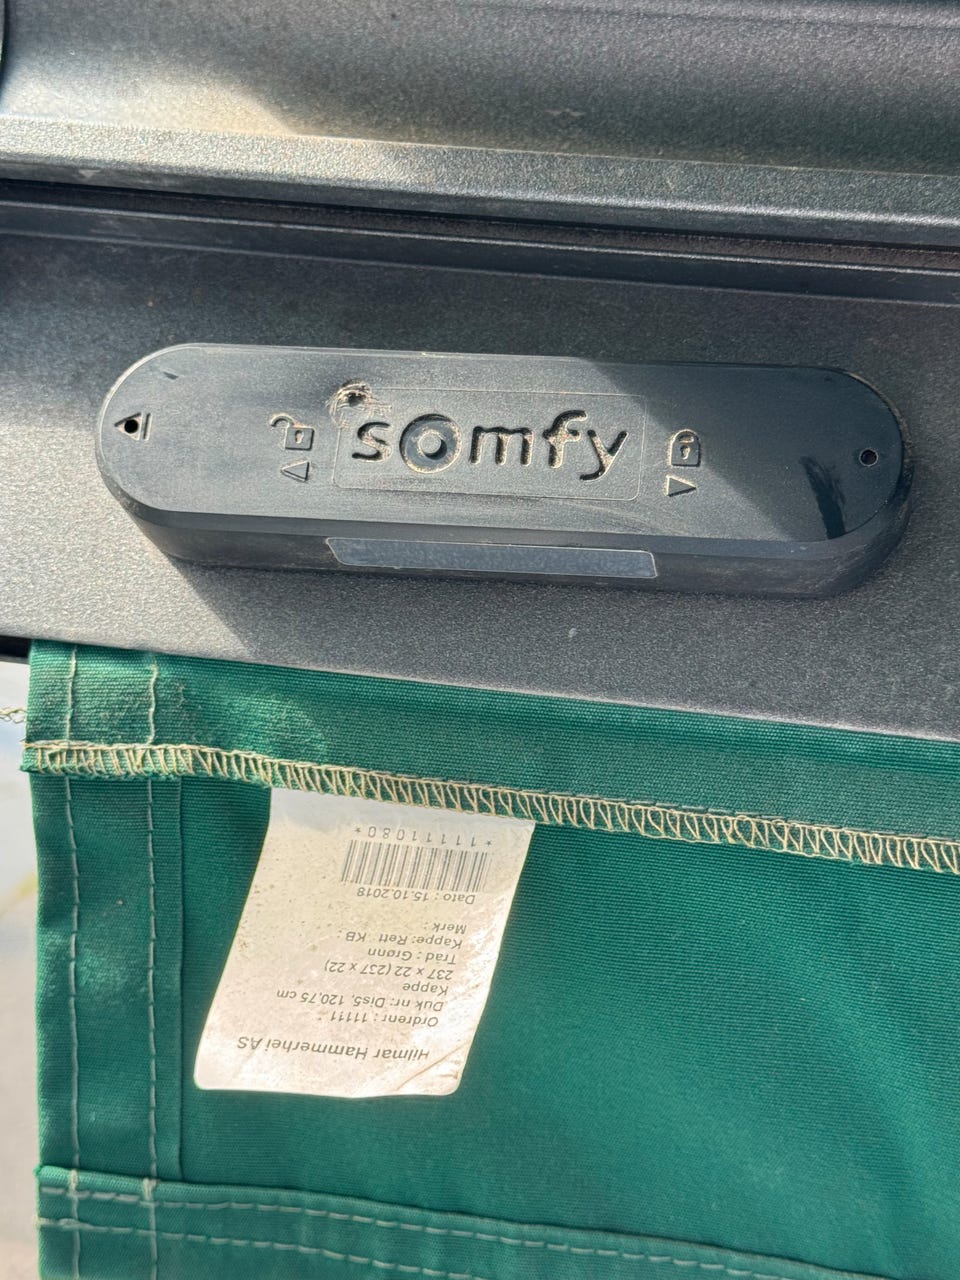 somfy
Hilmar Hammerhei AS
Ordrenr : 11111
Duk nr: Dis5, 120,75 cm
Kappe
237 x 22 (237 x 22)
Tråd : Grønn
Kappe: Rett KB :
Merk :
Dato : 15.10.2018
*11111080*